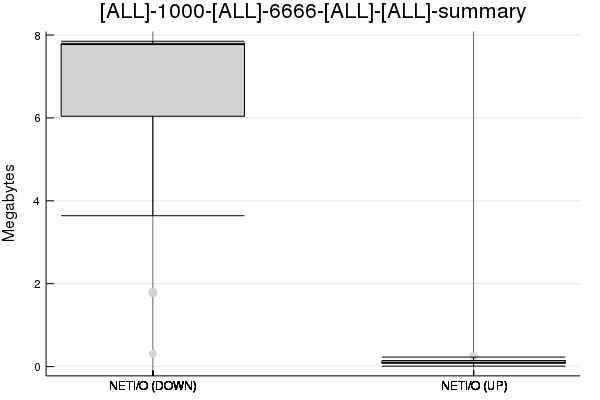 [ALL]-1000-[ALL]-6666-[ALL]-[ALL]-summary
8
6
4
2
0
Megabytes
NETI/O (DOWN)
NETI/O (UP)